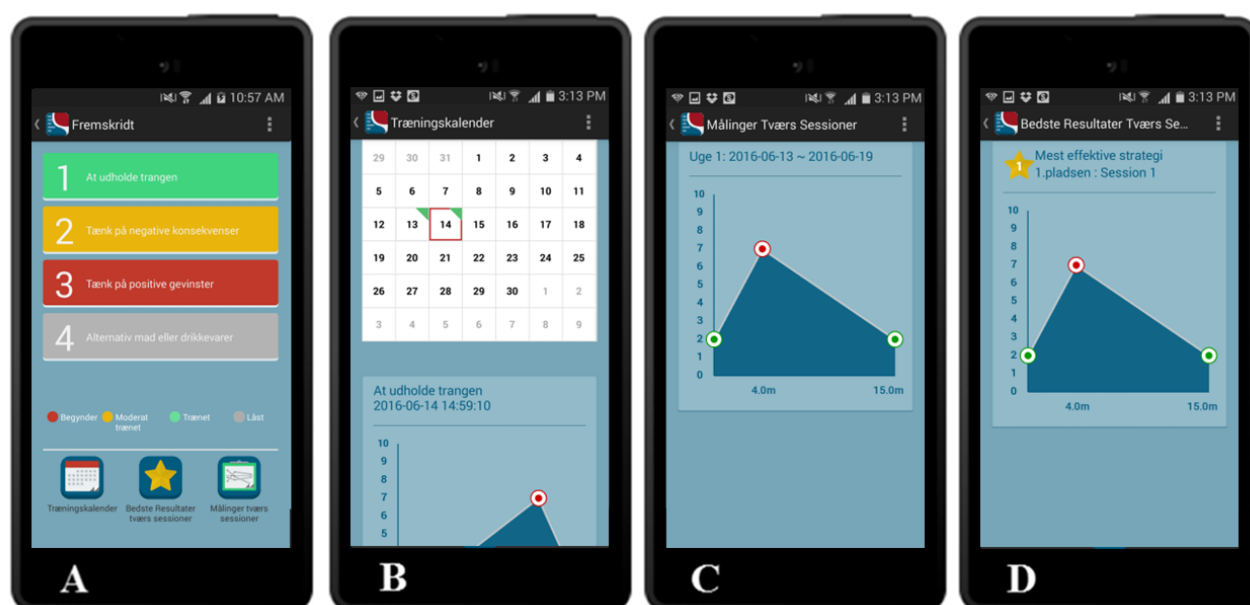 10:57 AM
Fremskridt
1 At udholde trangen
2 Tænk på negative konsekvenser
3 Tænk på positive gevinster
4 Alternativ mad eller drikkevarer
Begynder Moderat trænet Trænet Låst
Træningskalender Bedste Resultater tværs sessioner Målinger tværs sessioner
A
3:13 PM
Træningskalender
29 30 31 1 2 3 4
5 6 7 8 9 10 11
12 13 14 15 16 17 18
19 20 21 22 23 24 25
26 27 28 29 30 1 2
3 4 5 6 7 8 9
At udholde trangen
2016-06-14 14:59:10
10
9
8
7
6
5
B
3:13 PM
Målinger Tværs Sessioner
Uge 1: 2016-06-13 ~ 2016-06-19
10
9
8
7
6
5
4
3
2
1
0
4.0m 15.0m
C
3:13 PM
Bedste Resultater Tværs Se...
1
Mest effektive strategi
1.pladsen : Session 1
10
9
8
7
6
5
4
3
2
1
0
4.0m 15.0m
D